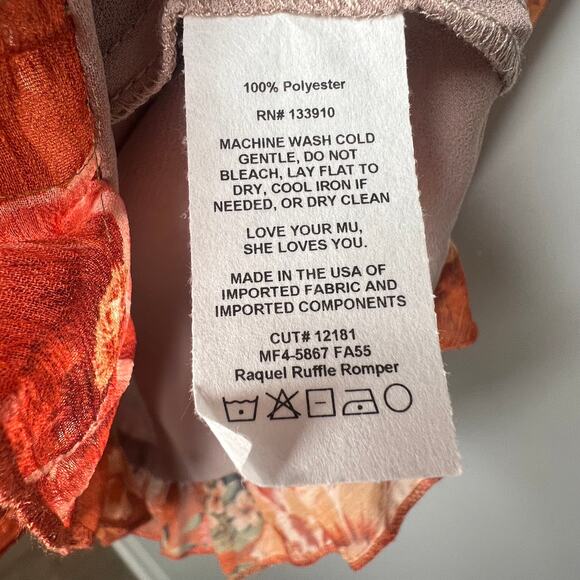 100% Polyester
RN# 133910
MACHINE WASH COLD
GENTLE, DO NOT
BLEACH, LAY FLAT TO
DRY, COOL IRON IF
NEEDED, OR DRY CLEAN
LOVE YOUR MU,
SHE LOVES YOU.
MADE IN THE USA OF
IMPORTED FABRIC AND
IMPORTED COMPONENTS
CUT# 12181
MF4-5867 FA55
Raquel Ruffle Romper